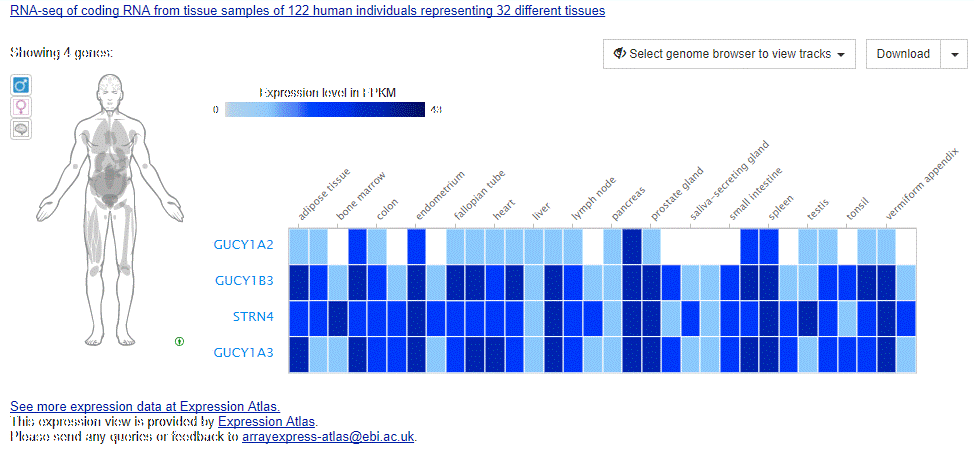 RNA-seq of coding RNA from tissue samples of 122 human individuals representing 32 different tissues
Showing 4 genes:
Select genome browser to view tracks
Download
Expression level in FPKM
0
43
adipose tissue
bone marrow
colon
endometrium
fallopian tube
heart
liver
lymph node
pancreas
prostate gland
saliva-secreting gland
small intestine
spleen
testis
tonsil
vermiform appendix
GUCY1A2
GUCY1B3
STRN4
GUCY1A3
See more expression data at Expression Atlas.
This expression view is provided by Expression Atlas.
Please send any queries or feedback to arrayexpress-atlas@ebi.ac.uk.